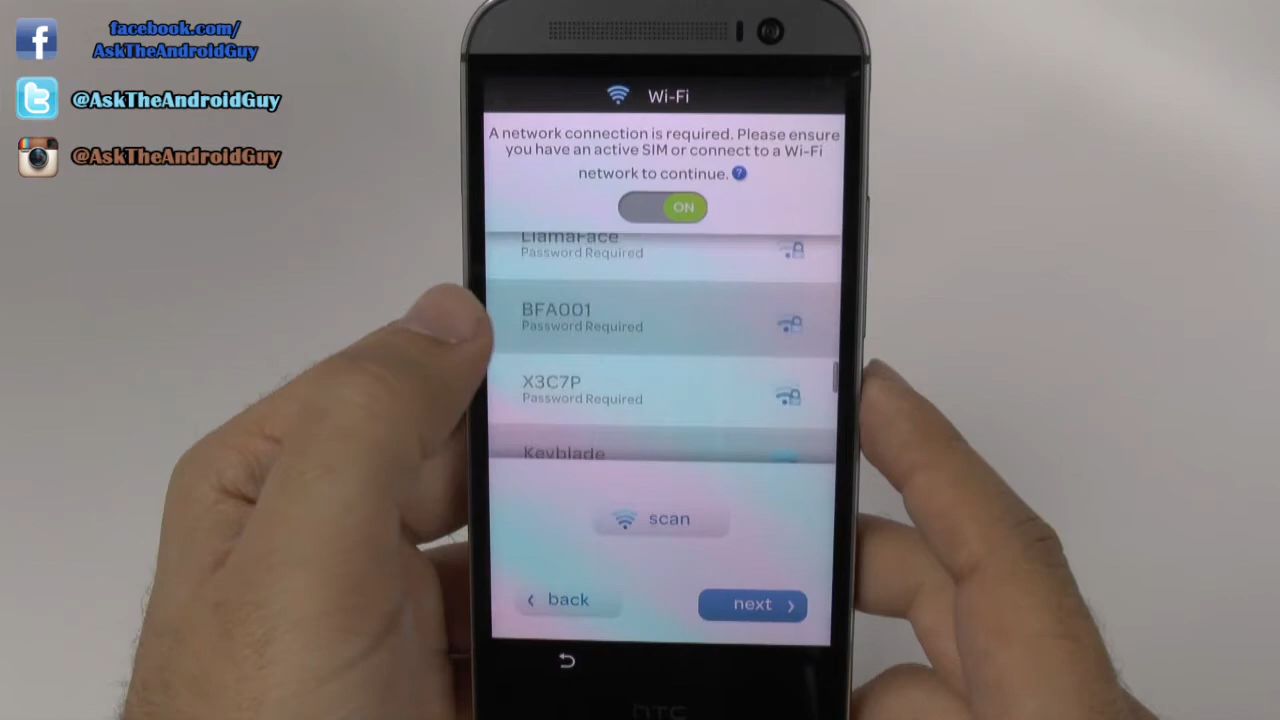 facebook.com/
AskTheAndroidGuy
@AskTheAndroidGuy
@AskTheAndroidGuy
Wi-Fi
A network connection is required. Please ensure
you have an active SIM or connect to a Wi-Fi
network to continue. ?
ON
LlamaFace
Password Required
BFA001
Password Required
X3C7P
Password Required
Keyblade
scan
‹ back
next ›
hTC